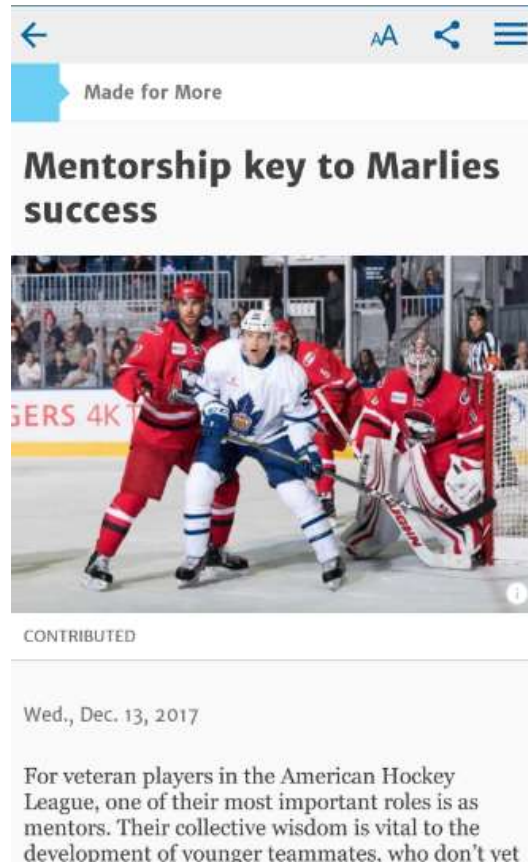 AA
Made for More
Mentorship key to Marlies
success
GERS 4K T
VAUGHN
CONTRIBUTED
Wed., Dec. 13, 2017
For veteran players in the American Hockey
League, one of their most important roles is as
mentors. Their collective wisdom is vital to the
development of younger teammates, who don't yet